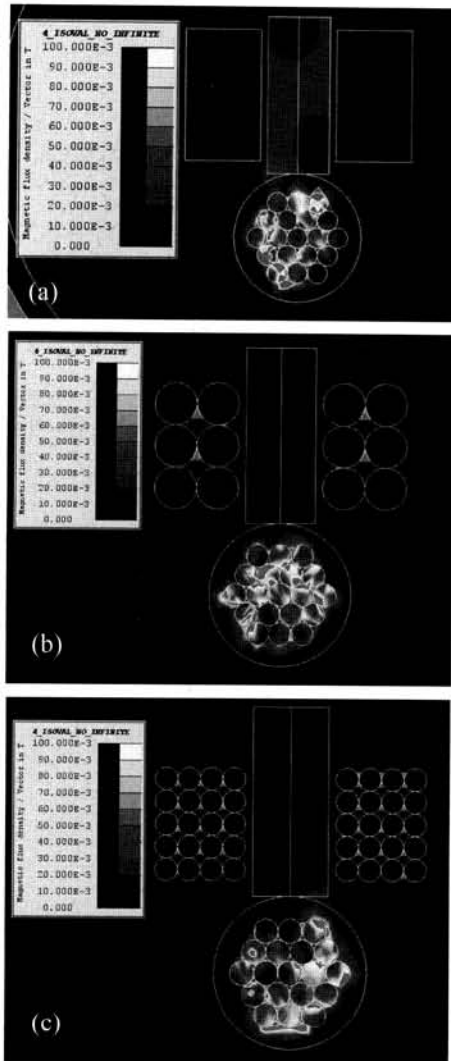 4_ISOVAL_NO_INFINITE
Magnetic flux density / Vector in T
100.000E-3
90.000E-3
80.000E-3
70.000E-3
60.000E-3
50.000E-3
40.000E-3
30.000E-3
20.000E-3
10.000E-3
0.000
(a)
4_ISOVAL_NO_INFINITE
Magnetic flux density / Vector in T
100.000E-3
90.000E-3
80.000E-3
70.000E-3
60.000E-3
50.000E-3
40.000E-3
30.000E-3
20.000E-3
10.000E-3
0.000
(b)
4_ISOVAL_NO_INFINITE
Magnetic flux density / Vector in T
100.000E-3
90.000E-3
80.000E-3
70.000E-3
60.000E-3
50.000E-3
40.000E-3
30.000E-3
20.000E-3
10.000E-3
0.000
(c)